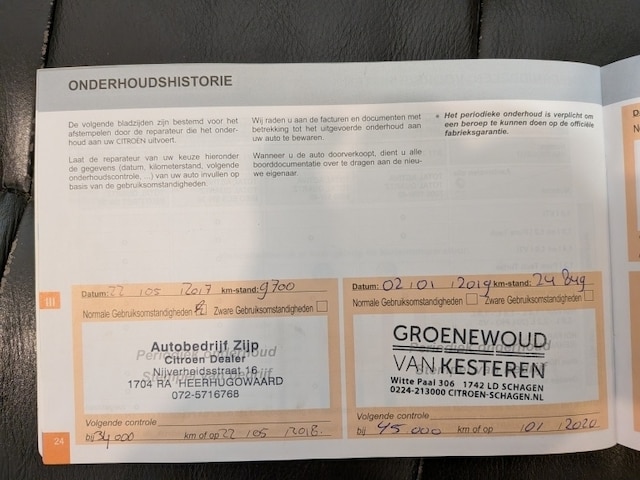 ONDERHOUDSHISTORIE
De volgende bladzijden zijn bestemd voor het
afstempelen door de reparateur die het onder-
houd aan uw CITROËN uitvoert.
Laat de reparateur van uw keuze hieronder
de gegevens (datum, kilometerstand, volgende
onderhoudscontrole, ...) van uw auto invullen op
basis van de gebruiksomstandigheden.
Wij raden u aan de facturen en documenten met
betrekking tot het uitgevoerde onderhoud aan
uw auto te bewaren.
Wanneer u de auto doorverkoopt, dient u alle
boorddocumentatie over te dragen aan de nieu-
we eigenaar.
* Het periodieke onderhoud is verplicht om
een beroep te kunnen doen op de officiële
fabrieksgarantie.
III
Datum: 22 / 05 / 2017 km-stand: 9700
Normale Gebruiksomstandigheden Zware Gebruiksomstandigheden
Periodiek onderhoud
Autobedrijf Zijp
Citroen Dealer
Nijverheidsstraat 16
1704 RA HEERHUGOWAARD
072-5716768
Volgende controle
bij 34 000 km of op 22 / 05 / 2018
Datum: 02 / 01 / 2019 km-stand:
Normale Gebruiksomstandigheden Zware Gebruiksomstandigheden
Periodiek onderhoud
GROENEWOUD
VAN KESTEREN
Witte Paal 306 1742 LD SCHAGEN
0224-213000 CITROEN-SCHAGEN.NL
Volgende controle
bij 45 000 km of op / 01 / 2020
24